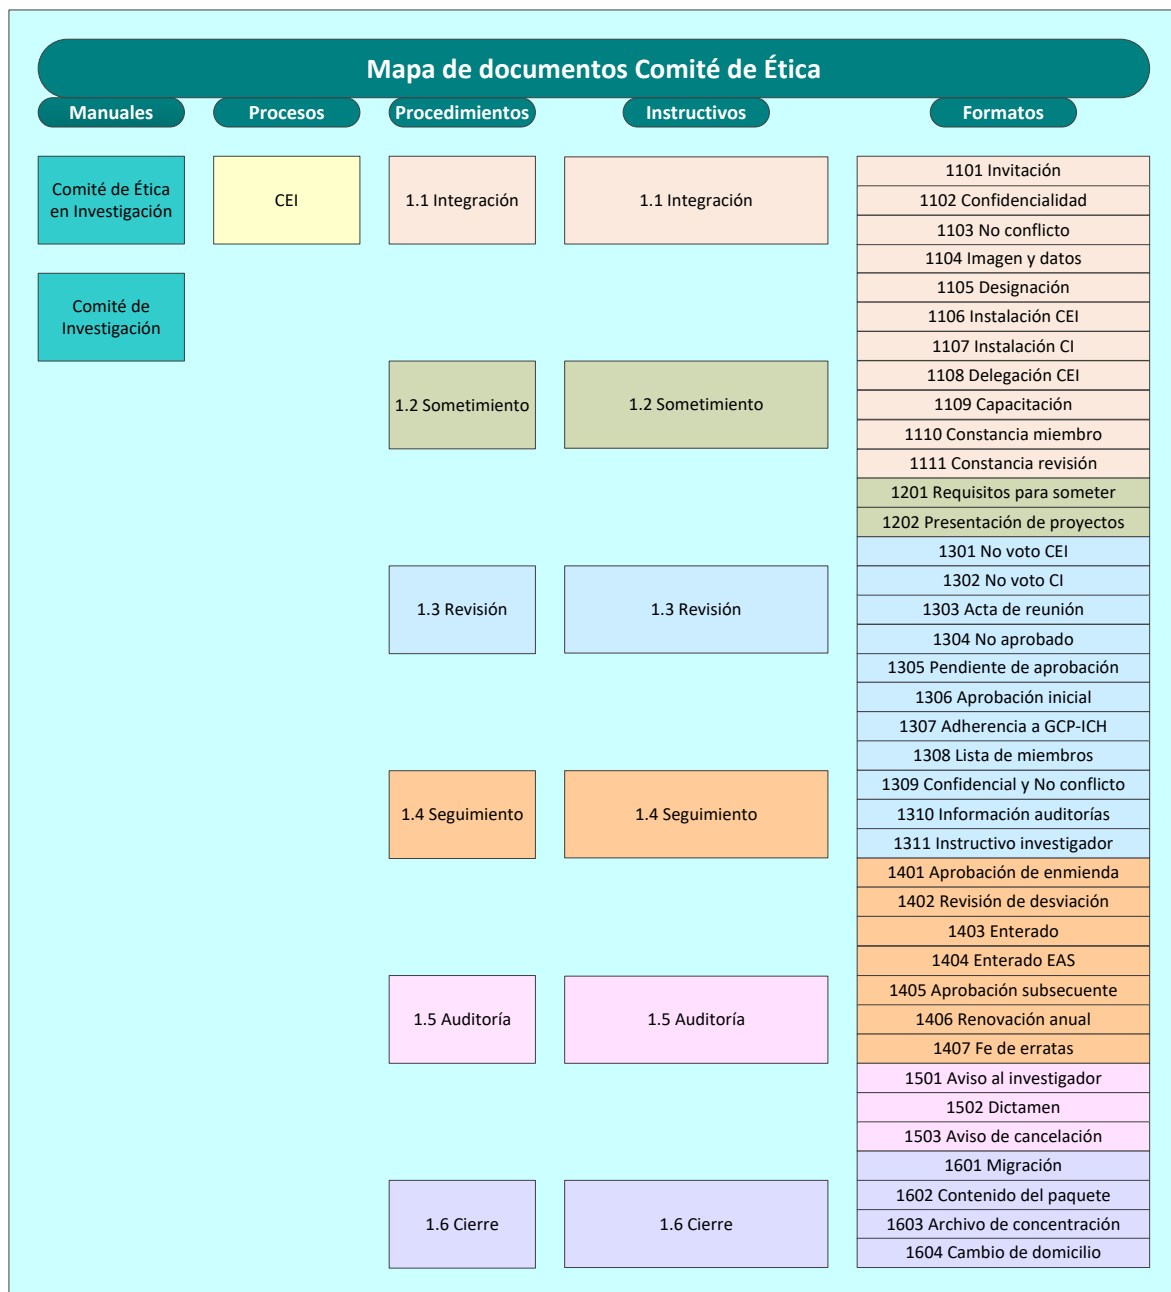 Mapa de documentos Comité de Ética
Manuales
Procesos
Procedimientos
Instructivos
Formatos
Comité de Ética
en Investigación
CEI
1.1 Integración
1.1 Integración
1101 Invitación
1102 Confidencialidad
1103 No conflicto
1104 Imagen y datos
Comité de
Investigación
1105 Designación
1106 Instalación CEI
1107 Instalación CI
1.2 Sometimiento
1.2 Sometimiento
1108 Delegación CEI
1109 Capacitación
1110 Constancia miembro
1111 Constancia revisión
1201 Requisitos para someter
1202 Presentación de proyectos
1301 No voto CEI
1.3 Revisión
1.3 Revisión
1302 No voto CI
1303 Acta de reunión
1304 No aprobado
1305 Pendiente de aprobación
1306 Aprobación inicial
1307 Adherencia a GCP-ICH
1308 Lista de miembros
1.4 Seguimiento
1.4 Seguimiento
1309 Confidencial y No conflicto
1310 Información auditorías
1311 Instructivo investigador
1401 Aprobación de enmienda
1402 Revisión de desviación
1403 Enterado
1404 Enterado EAS
1.5 Auditoría
1.5 Auditoría
1405 Aprobación subsecuente
1406 Renovación anual
1407 Fe de erratas
1501 Aviso al investigador
1502 Dictamen
1503 Aviso de cancelación
1601 Migración
1.6 Cierre
1.6 Cierre
1602 Contenido del paquete
1603 Archivo de concentración
1604 Cambio de domicilio